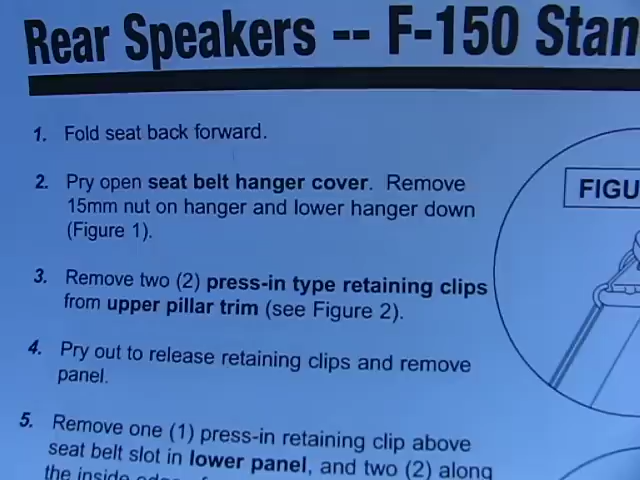 Rear Speakers -- F-150 Stan
1. Fold seat back forward.
2. Pry open seat belt hanger cover. Remove
15mm nut on hanger and lower hanger down
(Figure 1).
FIGU
3. Remove two (2) press-in type retaining clips
from upper pillar trim (see Figure 2).
4. Pry out to release retaining clips and remove
panel.
5. Remove one (1) press-in retaining clip above
seat belt slot in lower panel, and two (2) along
the inside